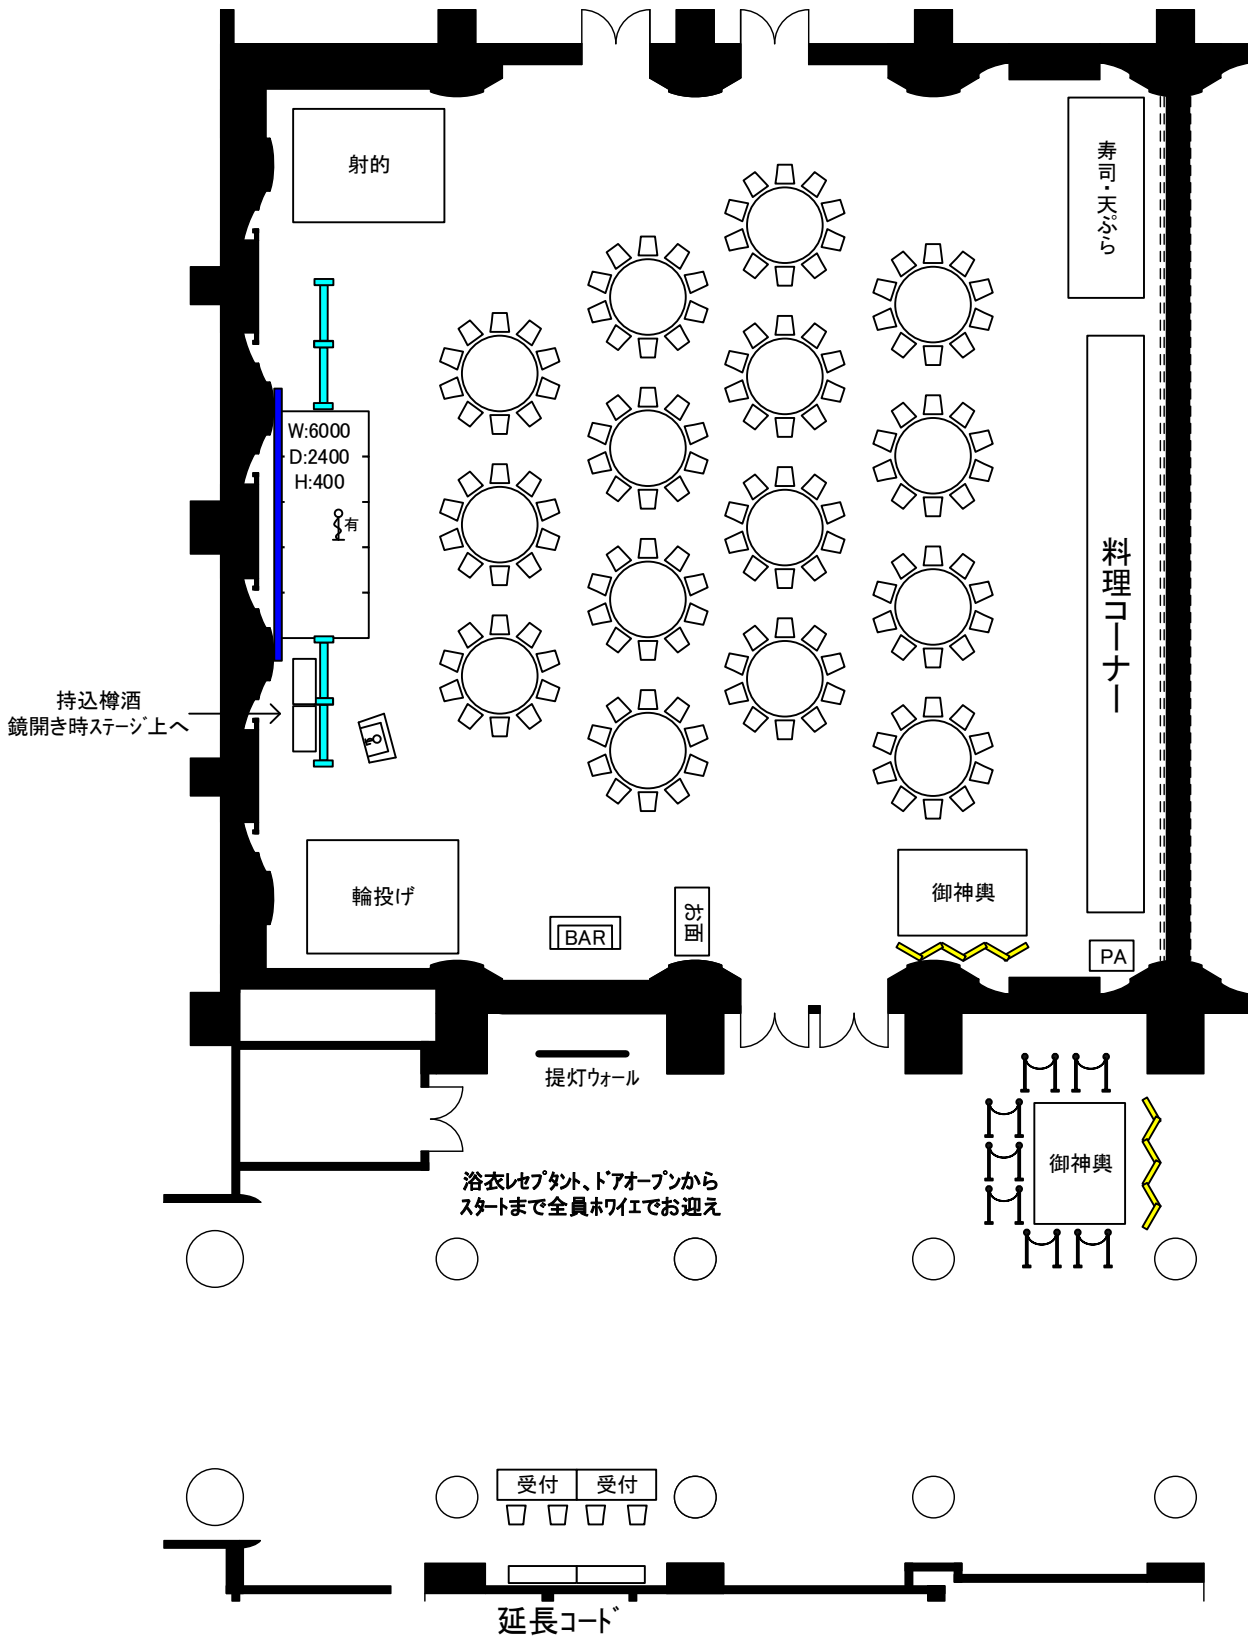 射的
寿司・天ぷら
W:6000
D:2400
H:400
有
料理コーナー
持込樽酒
鏡開き時ｽﾃｰｼﾞ上へ
輪投げ
BAR
お面
御神輿
PA
提灯ｳｫｰﾙ
浴衣ﾚｾﾌﾟﾀﾝﾄ、ﾄﾞｱｵｰﾌﾟﾝから
ｽﾀｰﾄまで全員ﾎﾜｲｴでお迎え
御神輿
受付 受付
延長ｺｰﾄﾞ